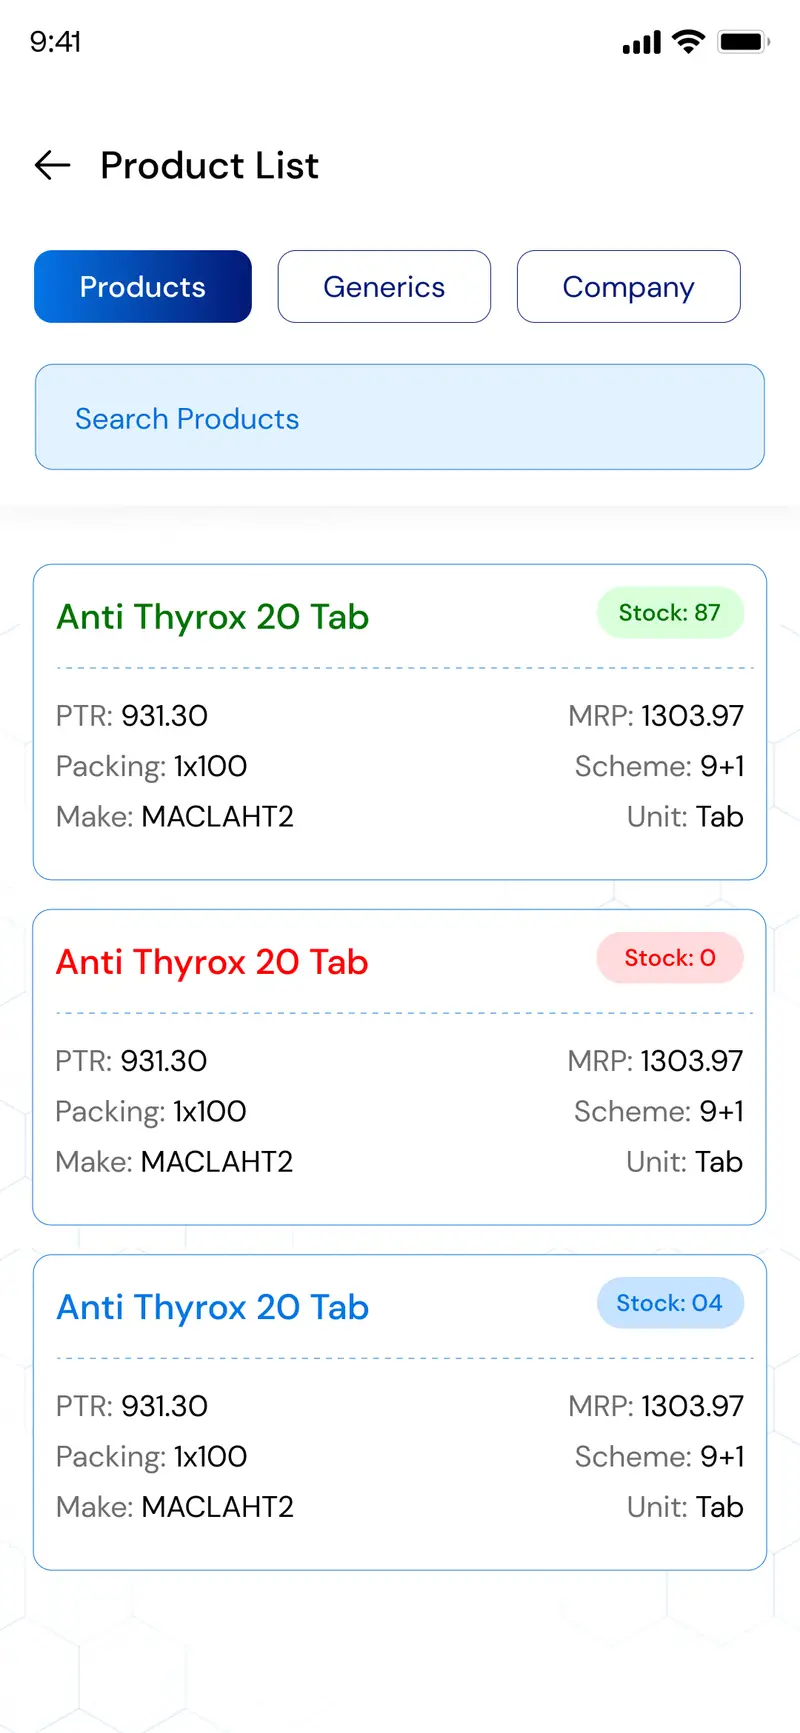 9:41
Product List
Products Generics Company
Search Products
Anti Thyrox 20 Tab Stock: 87
PTR: 931.30 MRP: 1303.97
Packing: 1x100 Scheme: 9+1
Make: MACLAHT2 Unit: Tab
Anti Thyrox 20 Tab Stock: 0
PTR: 931.30 MRP: 1303.97
Packing: 1x100 Scheme: 9+1
Make: MACLAHT2 Unit: Tab
Anti Thyrox 20 Tab Stock: 04
PTR: 931.30 MRP: 1303.97
Packing: 1x100 Scheme: 9+1
Make: MACLAHT2 Unit: Tab